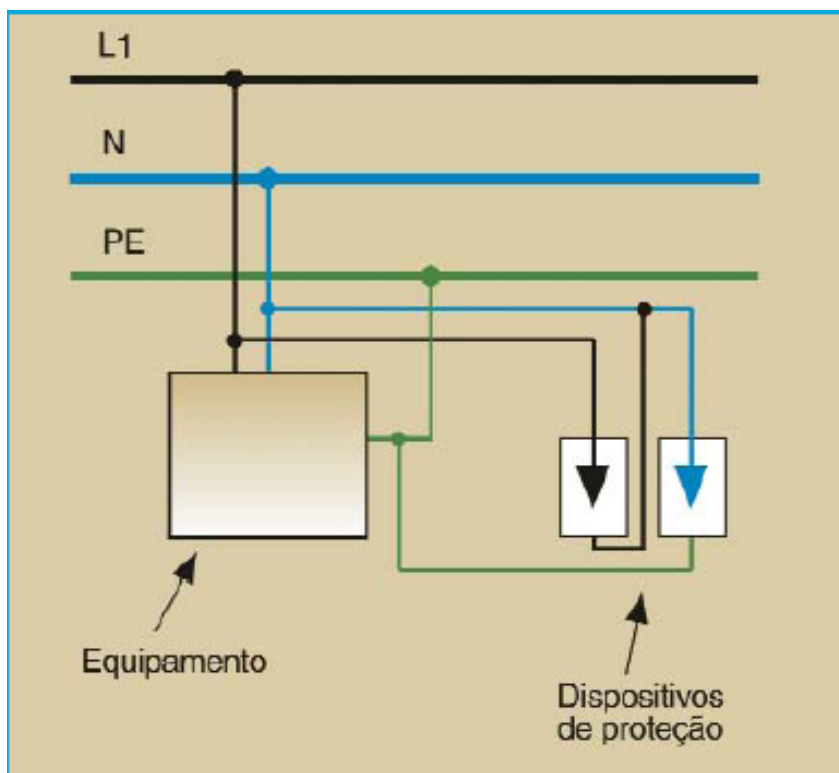 L1
N
PE
Equipamento
Dispositivos
de proteção